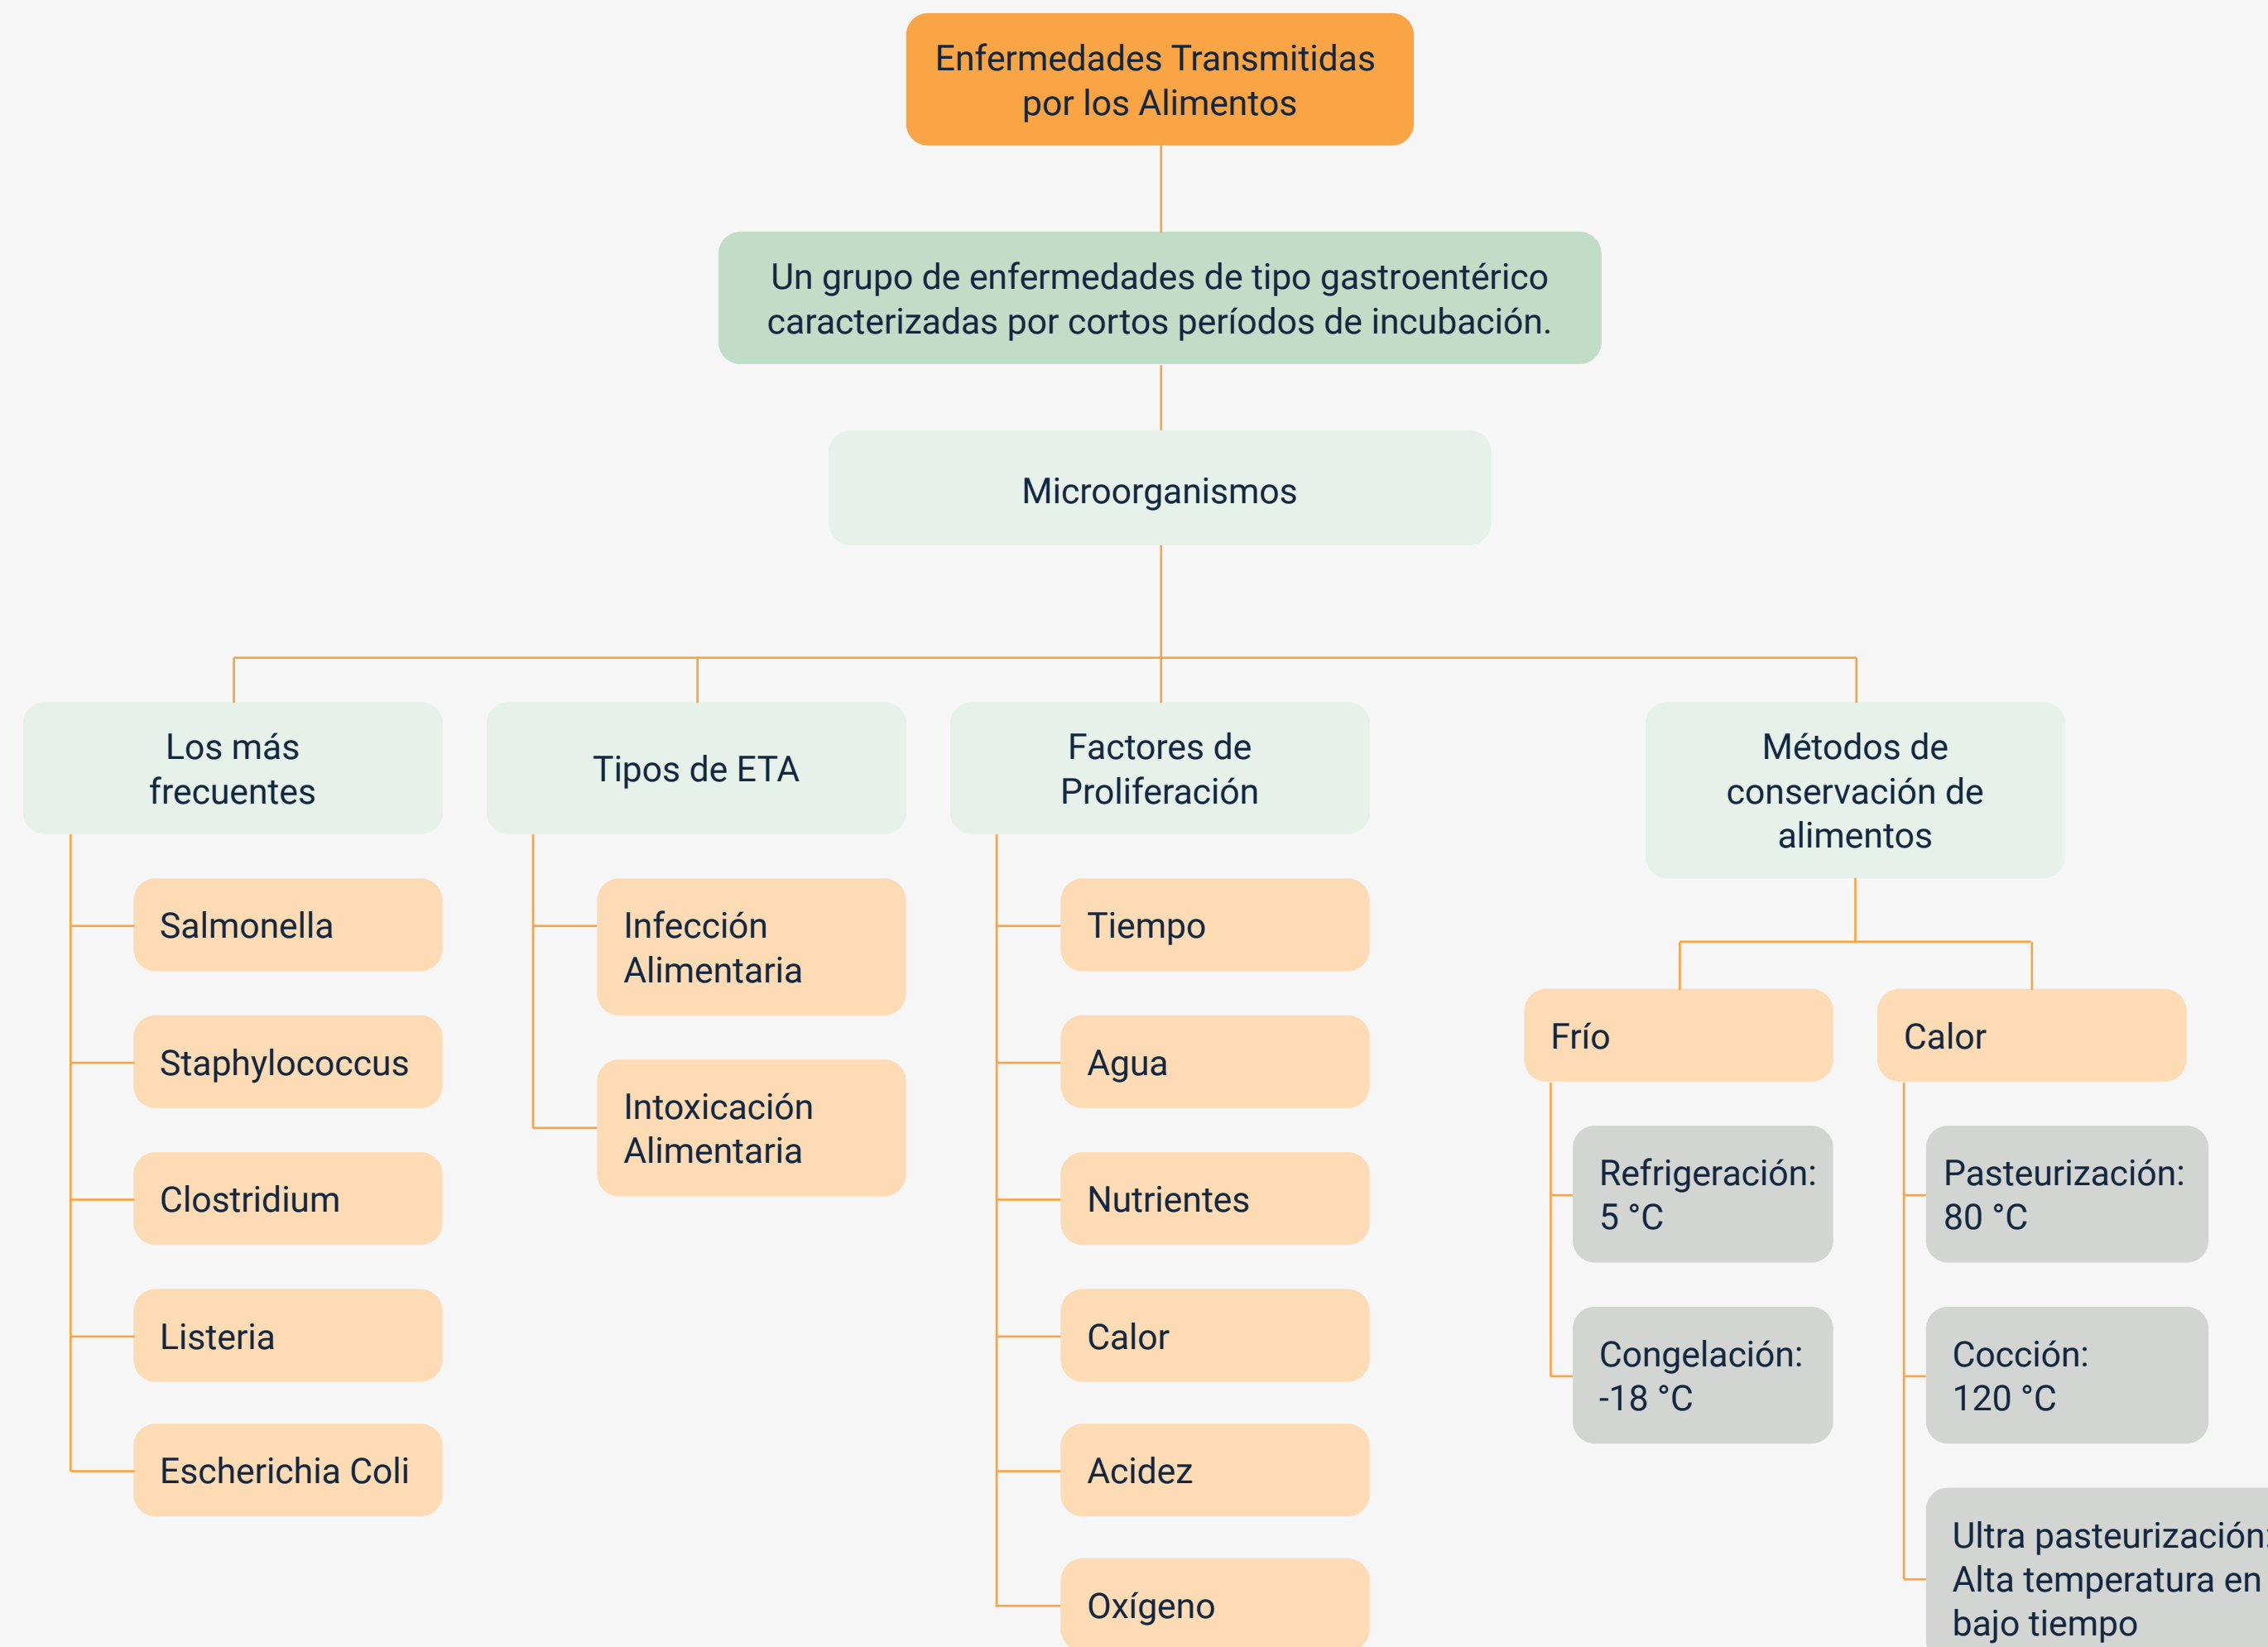 Enfermedades Transmitidas
por los Alimentos
Un grupo de enfermedades de tipo gastroentérico
caracterizadas por cortos períodos de incubación.
Microorganismos
Los más
frecuentes
Salmonella
Staphylococcus
Clostridium
Listeria
Escherichia Coli
Tipos de ETA
Infección
Alimentaria
Intoxicación
Alimentaria
Factores de
Proliferación
Tiempo
Agua
Nutrientes
Calor
Acidez
Oxígeno
Métodos de
conservación de
alimentos
Frío
Refrigeración:
5 °C
Congelación:
-18 °C
Calor
Pasteurización:
80 °C
Cocción:
120 °C
Ultra pasteurización:
Alta temperatura en
bajo tiempo